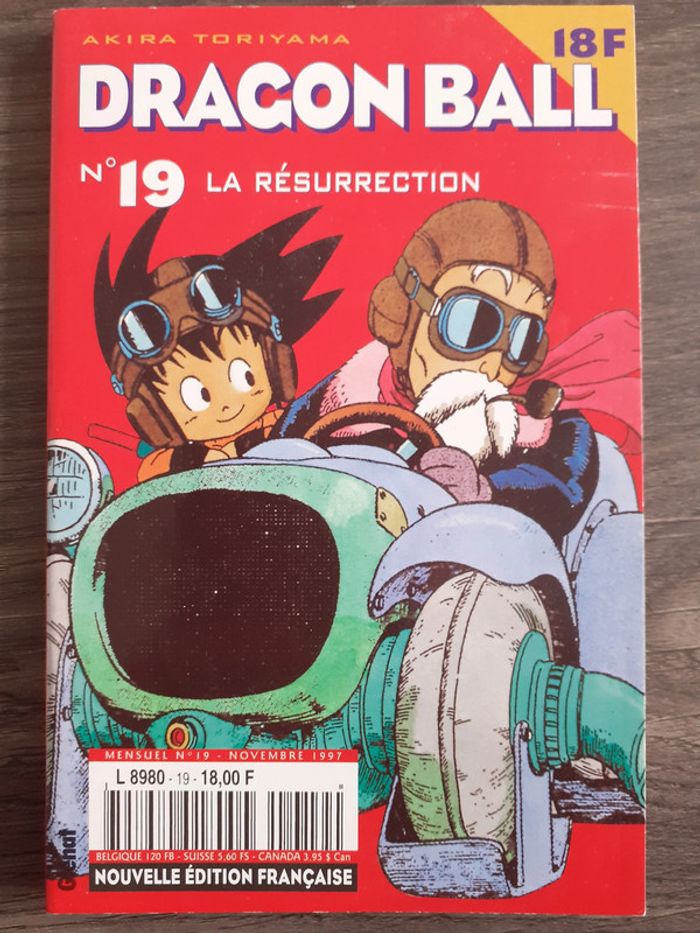 AKIRA TORIYAMA
18F
DRAGON BALL
N°19 LA RÉSURRECTION
MENSUEL N°19 - NOVEMBRE 1997
L 8980 - 19 - 18,00 F
BELGIQUE 120 FB - SUISSE 5.60 FS - CANADA 3.95 $ Can
NOUVELLE ÉDITION FRANÇAISE
Glénat